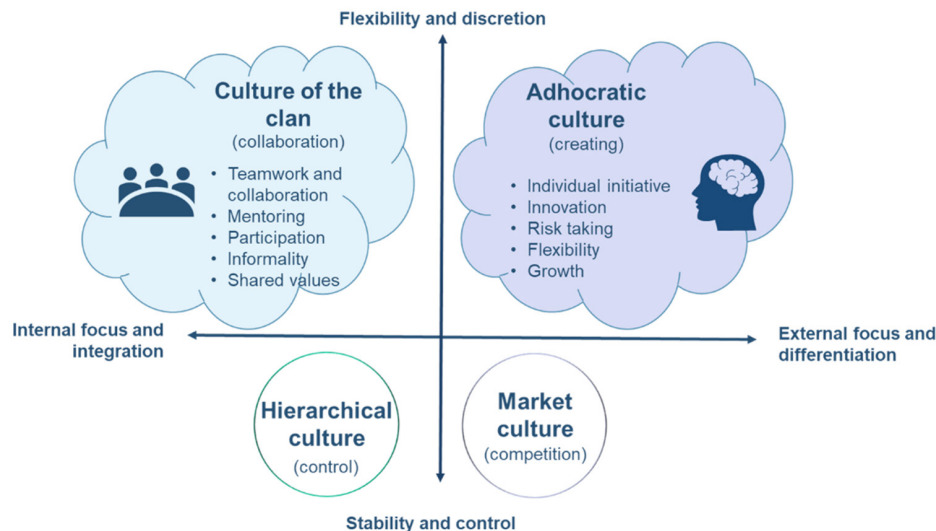 Flexibility and discretion
Culture of the
clan
(collaboration)
• Teamwork and
collaboration
• Mentoring
• Participation
• Informality
• Shared values
Adhocratic
culture
(creating)
• Individual initiative
• Innovation
• Risk taking
• Flexibility
• Growth
Internal focus and
integration
External focus and
differentiation
Hierarchical
culture
(control)
Market
culture
(competition)
Stability and control